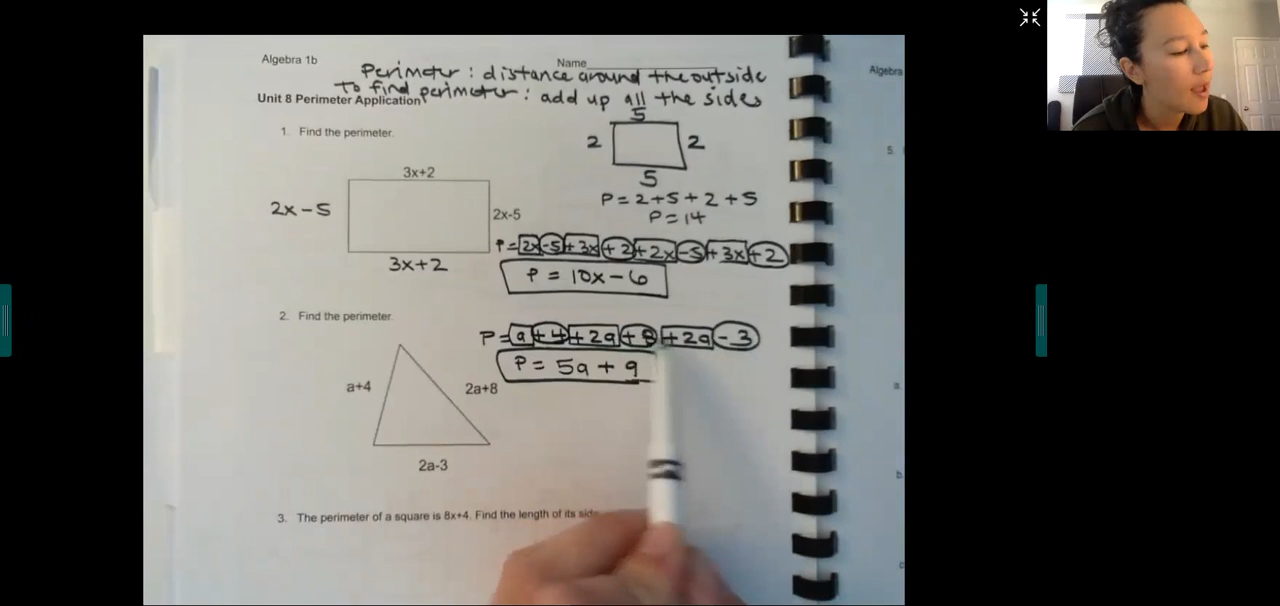 Algebra 1b
Name
Perimeter : distance around the outside
To find perimeter : add up all the sides
Unit 8 Perimeter Application
Algebra
1. Find the perimeter.
5
2
2
5
P=2+5+2+5
P=14
3x+2
2x-5
2x-5
3x+2
P=2x-5+3x+2+2x-5+3x+2
P = 10x-6
5.
2. Find the perimeter.
P=a+4+2a+8+2a-3
P = 5a + 9
a+4
2a+8
2a-3
a.
b
3. The perimeter of a square is 8x+4. Find the length of its side
c